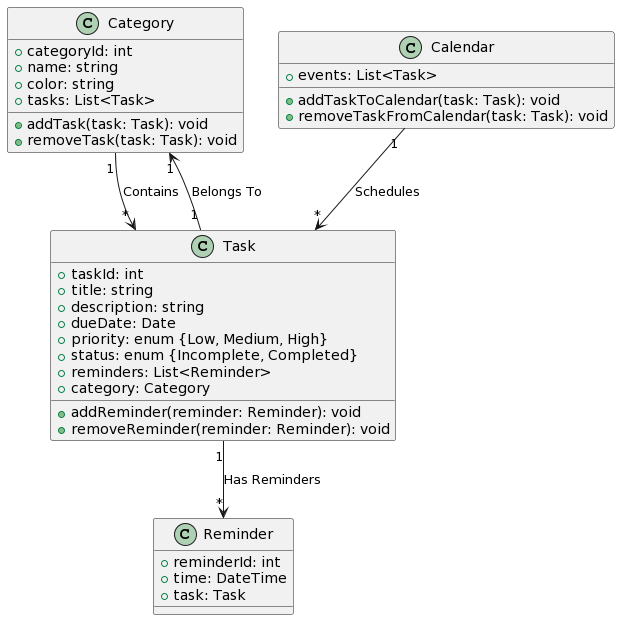 C Category
categoryId: int
name: string
color: string
tasks: List<Task>
addTask(task: Task): void
removeTask(task: Task): void
C Calendar
events: List<Task>
addTaskToCalendar(task: Task): void
removeTaskFromCalendar(task: Task): void
1
1
1
Contains
Belongs To
Schedules
*
1
*
C Task
taskId: int
title: string
description: string
dueDate: Date
priority: enum {Low, Medium, High}
status: enum {Incomplete, Completed}
reminders: List<Reminder>
category: Category
addReminder(reminder: Reminder): void
removeReminder(reminder: Reminder): void
1
Has Reminders
*
C Reminder
reminderId: int
time: DateTime
task: Task